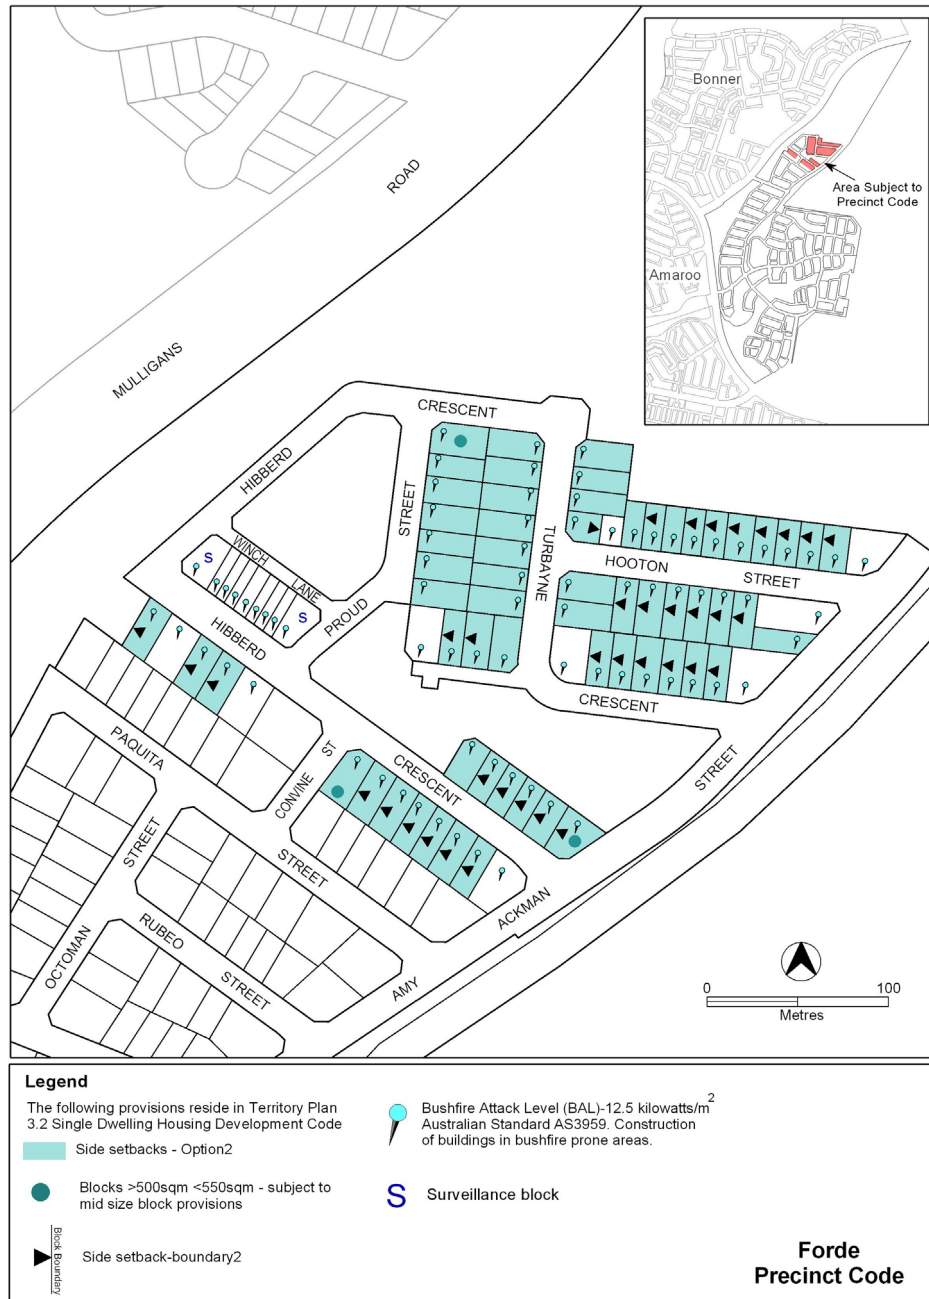 Bonner
Area Subject to
Precinct Code
Amaroo
ROAD
MULLIGANS
CRESCENT
HIBBERD
STREET
TURBAYNE
WINCH
LANE
S
S
PROUD
HIBBERD
HOOTON
STREET
CRESCENT
PAQUITA
STREET
CONVINE
ST
CRESCENT
STREET
STREET
ACKMAN
AMY
RUBEO
STREET
OCTOMAN
0
100
Metres
Legend
The following provisions reside in Territory Plan
3.2 Single Dwelling Housing Development Code
Side setbacks - Option2
Blocks >500sqm <550sqm - subject to
mid size block provisions
Block Boundary
Side setback-boundary2
Bushfire Attack Level (BAL)-12.5 kilowatts/m²
Australian Standard AS3959. Construction
of buildings in bushfire prone areas.
S Surveillance block
Forde
Precinct Code